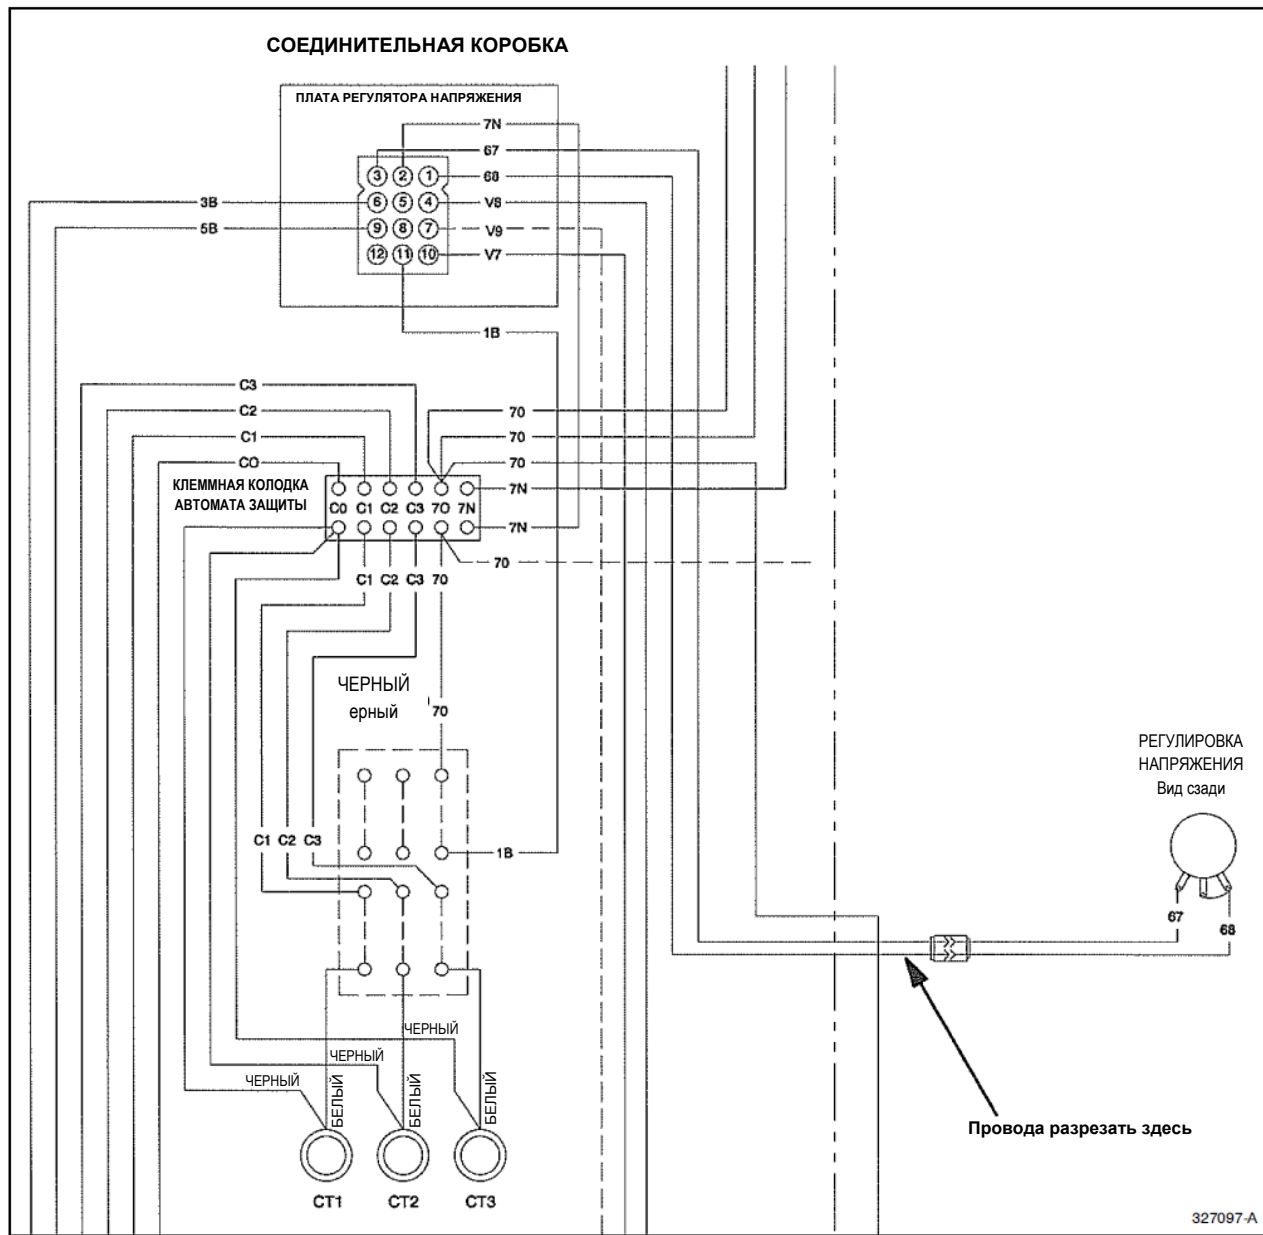 СОЕДИНИТЕЛЬНАЯ КОРОБКА
ПЛАТА РЕГУЛЯТОРА НАПРЯЖЕНИЯ
7N
67
68
3 2 1
3B
6 5 4
V8
5B
9 8 7
V9
12 11 10
V7
1B
C3
C2
70
C1
70
CO
70
КЛЕММНАЯ КОЛОДКА
АВТОМАТА ЗАЩИТЫ
7N
C0 C1 C2 C3 7O 7N
7N
70
C1 C2 C3 70
ЧЕРНЫЙ
ерный
70
РЕГУЛИРОВКА
НАПРЯЖЕНИЯ
Вид сзади
C1 C2 C3
1B
67
68
ЧЕРНЫЙ
ЧЕРНЫЙ
ЧЕРНЫЙ
БЕЛЫЙ
БЕЛЫЙ
БЕЛЫЙ
Провода разрезать здесь
CT1 CT2 CT3
327097-A